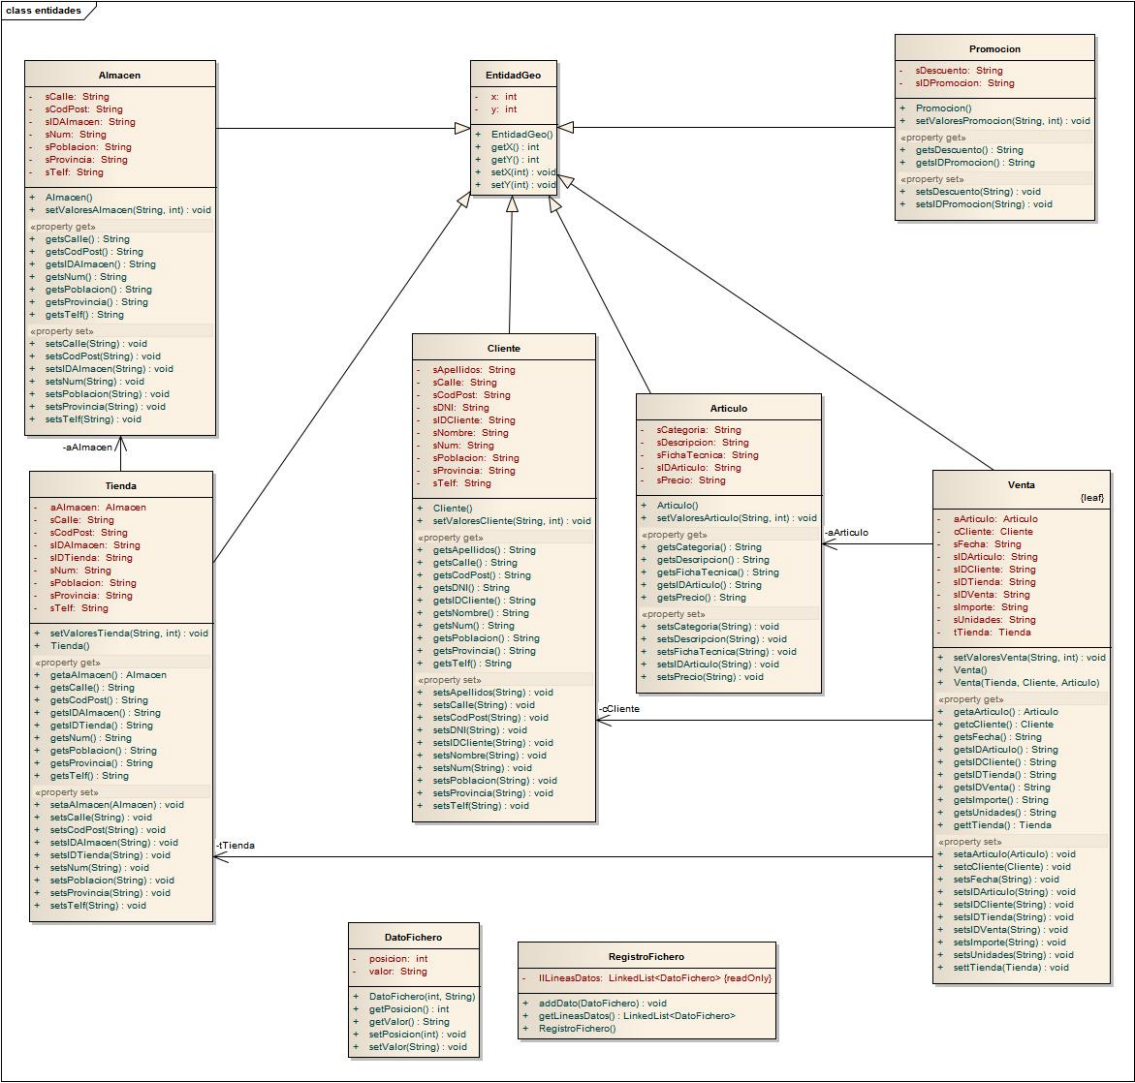 class entidades
Almacen
- sCalle: String
- sCodPost: String
- sIDAlmacen: String
- sNum: String
- sPoblacion: String
- sProvincia: String
- sTelf: String
+ Almacen()
+ setValoresAlmacen(String, int) : void
«property get»
+ getsCalle() : String
+ getsCodPost() : String
+ getsIDAlmacen() : String
+ getsNum() : String
+ getsPoblacion() : String
+ getsProvincia() : String
+ getsTelf() : String
«property set»
+ setsCalle(String) : void
+ setsCodPost(String) : void
+ setsIDAlmacen(String) : void
+ setsNum(String) : void
+ setsPoblacion(String) : void
+ setsProvincia(String) : void
+ setsTelf(String) : void
EntidadGeo
- x: int
- y: int
+ EntidadGeo()
+ getX() : int
+ getY() : int
+ setX(int) : void
+ setY(int) : void
Promocion
- sDescuento: String
- sIDPromocion: String
+ Promocion()
+ setValoresPromocion(String, int) : void
«property get»
+ getsDescuento() : String
+ getsIDPromocion() : String
«property set»
+ setsDescuento(String) : void
+ setsIDPromocion(String) : void
-aAlmacen
Tienda
- aAlmacen: Almacen
- sCalle: String
- sCodPost: String
- sIDAlmacen: String
- sIDTienda: String
- sNum: String
- sPoblacion: String
- sProvincia: String
- sTelf: String
+ setValoresTienda(String, int) : void
+ Tienda()
«property get»
+ getaAlmacen() : Almacen
+ getsCalle() : String
+ getsCodPost() : String
+ getsIDAlmacen() : String
+ getsIDTienda() : String
+ getsNum() : String
+ getsPoblacion() : String
+ getsProvincia() : String
+ getsTelf() : String
«property set»
+ setaAlmacen(Almacen) : void
+ setsCalle(String) : void
+ setsCodPost(String) : void
+ setsIDAlmacen(String) : void
+ setsIDTienda(String) : void
+ setsNum(String) : void
+ setsPoblacion(String) : void
+ setsProvincia(String) : void
+ setsTelf(String) : void
Cliente
- sApellidos: String
- sCalle: String
- sCodPost: String
- sDNI: String
- sIDCliente: String
- sNombre: String
- sNum: String
- sPoblacion: String
- sProvincia: String
- sTelf: String
+ Cliente()
+ setValoresCliente(String, int) : void
«property get»
+ getsApellidos() : String
+ getsCalle() : String
+ getsCodPost() : String
+ getsDNI() : String
+ getsIDCliente() : String
+ getsNombre() : String
+ getsNum() : String
+ getsPoblacion() : String
+ getsProvincia() : String
+ getsTelf() : String
«property set»
+ setsApellidos(String) : void
+ setsCalle(String) : void
+ setsCodPost(String) : void
+ setsDNI(String) : void
+ setsIDCliente(String) : void
+ setsNombre(String) : void
+ setsNum(String) : void
+ setsPoblacion(String) : void
+ setsProvincia(String) : void
+ setsTelf(String) : void
Articulo
- sCategoria: String
- sDescripcion: String
- sFichaTecnica: String
- sIDArticulo: String
- sPrecio: String
+ Articulo()
+ setValoresArticulo(String, int) : void
«property get»
+ getsCategoria() : String
+ getsDescripcion() : String
+ getsFichaTecnica() : String
+ getsIDArticulo() : String
+ getsPrecio() : String
«property set»
+ setsCategoria(String) : void
+ setsDescripcion(String) : void
+ setsFichaTecnica(String) : void
+ setsIDArticulo(String) : void
+ setsPrecio(String) : void
-aArticulo
-cCliente
-tTienda
Venta
{leaf}
- aArticulo: Articulo
- cCliente: Cliente
- sFecha: String
- sIDArticulo: String
- sIDCliente: String
- sIDTienda: String
- sIDVenta: String
- sImporte: String
- sUnidades: String
- tTienda: Tienda
+ setValoresVenta(String, int) : void
+ Venta()
+ Venta(Tienda, Cliente, Articulo)
«property get»
+ getaArticulo() : Articulo
+ getcCliente() : Cliente
+ getsFecha() : String
+ getsIDArticulo() : String
+ getsIDCliente() : String
+ getsIDTienda() : String
+ getsIDVenta() : String
+ getsImporte() : String
+ getsUnidades() : String
+ gettTienda() : Tienda
«property set»
+ setaArticulo(Articulo) : void
+ setcCliente(Cliente) : void
+ setsFecha(String) : void
+ setsIDArticulo(String) : void
+ setsIDCliente(String) : void
+ setsIDTienda(String) : void
+ setsIDVenta(String) : void
+ setsImporte(String) : void
+ setsUnidades(String) : void
+ settTienda(Tienda) : void
DatoFichero
- posicion: int
- valor: String
+ DatoFichero(int, String)
+ getPosicion() : int
+ getValor() : String
+ setPosicion(int) : void
+ setValor(String) : void
RegistroFichero
- llLineasDatos: LinkedList<DatoFichero> {readOnly}
+ addDato(DatoFichero) : void
+ getLineasDatos() : LinkedList<DatoFichero>
+ RegistroFichero()